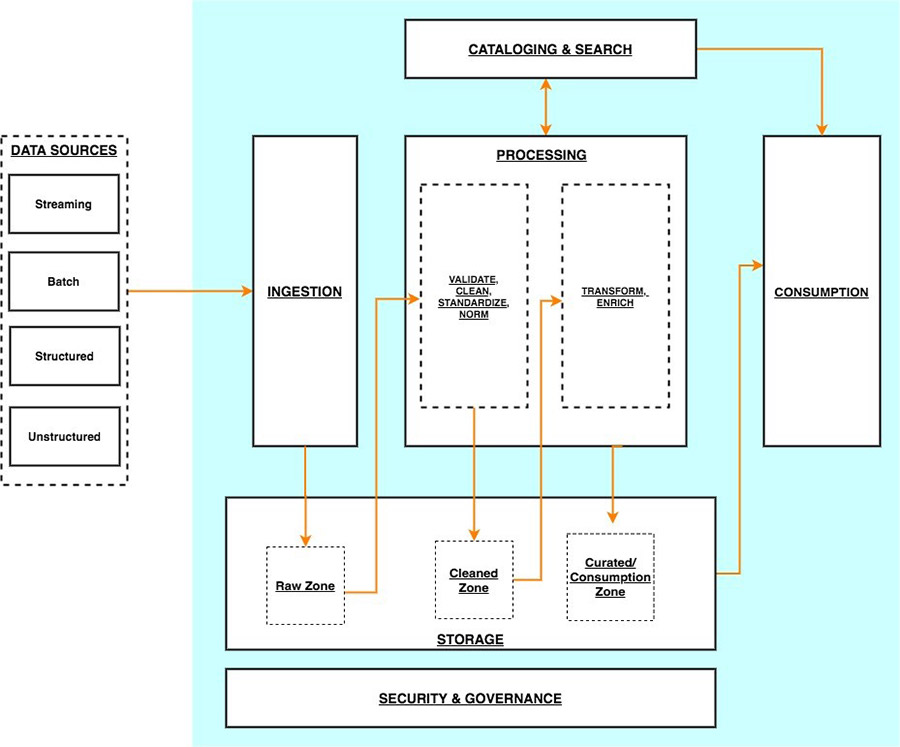 CATALOGING & SEARCH
DATA SOURCES
Streaming
Batch
Structured
Unstructured
INGESTION
PROCESSING
VALIDATE,
CLEAN,
STANDARDIZE,
NORM
TRANSFORM,
ENRICH
CONSUMPTION
Raw Zone
Cleaned
Zone
Curated/
Consumption
Zone
STORAGE
SECURITY & GOVERNANCE